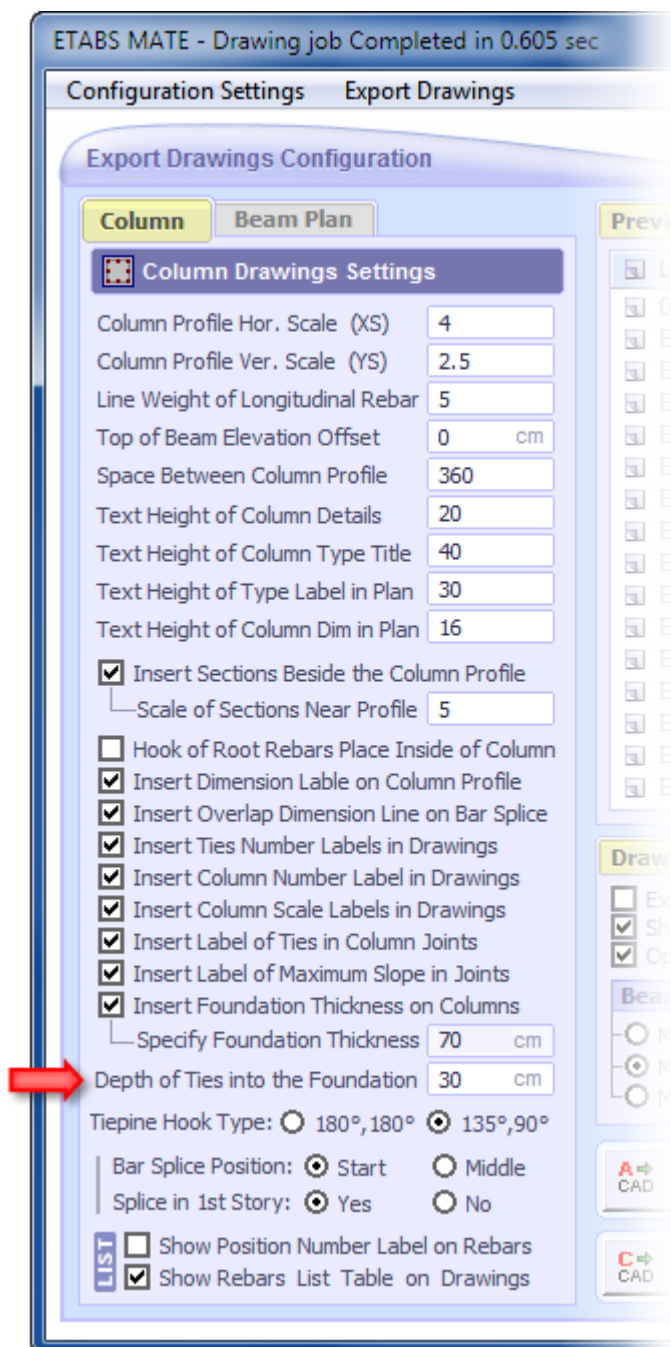 ETABS MATE - Drawing job Completed in 0.605 sec
Configuration Settings Export Drawings
Export Drawings Configuration
Column Beam Plan
Column Drawings Settings
Column Profile Hor. Scale (XS) 4
Column Profile Ver. Scale (YS) 2.5
Line Weight of Longitudinal Rebar 5
Top of Beam Elevation Offset 0 cm
Space Between Column Profile 360
Text Height of Column Details 20
Text Height of Column Type Title 40
Text Height of Type Label in Plan 30
Text Height of Column Dim in Plan 16
Insert Sections Beside the Column Profile
Scale of Sections Near Profile 5
Hook of Root Rebars Place Inside of Column
Insert Dimension Lable on Column Profile
Insert Overlap Dimension Line on Bar Splice
Insert Ties Number Labels in Drawings
Insert Column Number Label in Drawings
Insert Column Scale Labels in Drawings
Insert Label of Ties in Column Joints
Insert Label of Maximum Slope in Joints
Insert Foundation Thickness on Columns
Specify Foundation Thickness 70 cm
Depth of Ties into the Foundation 30 cm
Tiepine Hook Type: 180°,180° 135°,90°
Bar Splice Position: Start Middle
Splice in 1st Story: Yes No
LIST
Show Position Number Label on Rebars
Show Rebars List Table on Drawings
Previ
Draw
Bea
A CAD
C CAD